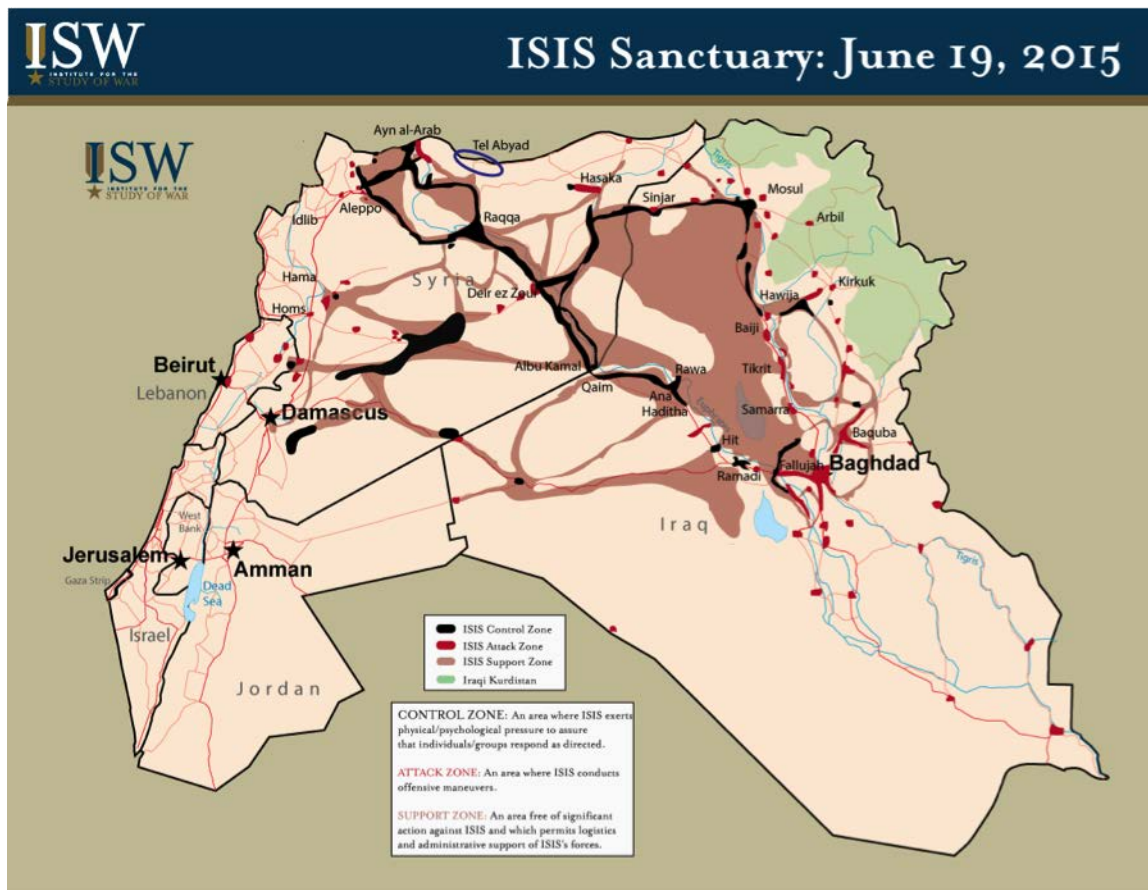 ISW
INSTITUTE FOR THE
STUDY OF WAR
ISIS Sanctuary: June 19, 2015
ISW
INSTITUTE FOR THE
STUDY OF WAR
Ayn al-Arab
Tel Abyad
Tigris
Hasaka
Sinjar
Mosul
Aleppo
Idlib
Raqqa
Arbil
Hama
Syria
Deir ez Zour
Hawija
Kirkuk
Homs
Baiji
Beirut
Lebanon
Albu Kamal
Qaim
Rawa
Tikrit
Ana
Haditha
Euphrates
Samarra
Damascus
Hit
Baquba
Ramadi
Fallujah
Baghdad
West
Bank
Iraq
Jerusalem
Amman
Gaza Strip
Dead
Sea
Tigris
Israel
Jordan
ISIS Control Zone
ISIS Attack Zone
ISIS Support Zone
Iraqi Kurdistan
CONTROL ZONE: An area where ISIS exerts
physical/psychological pressure to assure
that individuals/groups respond as directed.
ATTACK ZONE: An area where ISIS conducts
offensive maneuvers.
SUPPORT ZONE: An area free of significant
action against ISIS and which permits logistics
and administrative support of ISIS's forces.